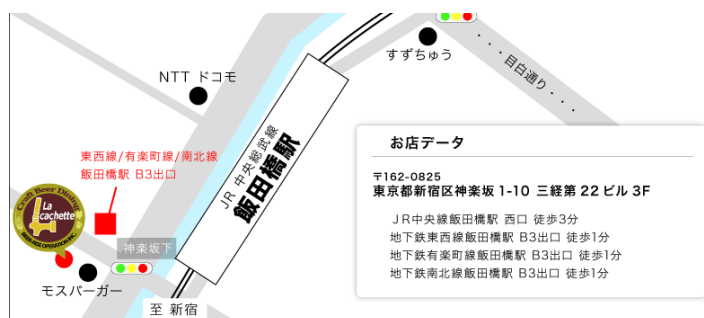 すずちゅう
・・・目白通り・・・
NTT ドコモ
東西線/有楽町線/南北線
飯田橋駅 B3出口
JR 中央総武線
飯田橋駅
Craft Beer Dining
La
cachette
BEER-RISE OPERATION INC.
神楽坂下
モスバーガー
至 新宿
お店データ
〒162-0825
東京都新宿区神楽坂1-10 三経第22ビル3F
JR中央線飯田橋駅 西口 徒歩3分
地下鉄東西線飯田橋駅 B3出口 徒歩1分
地下鉄有楽町線飯田橋駅 B3出口 徒歩1分
地下鉄南北線飯田橋駅 B3出口 徒歩1分